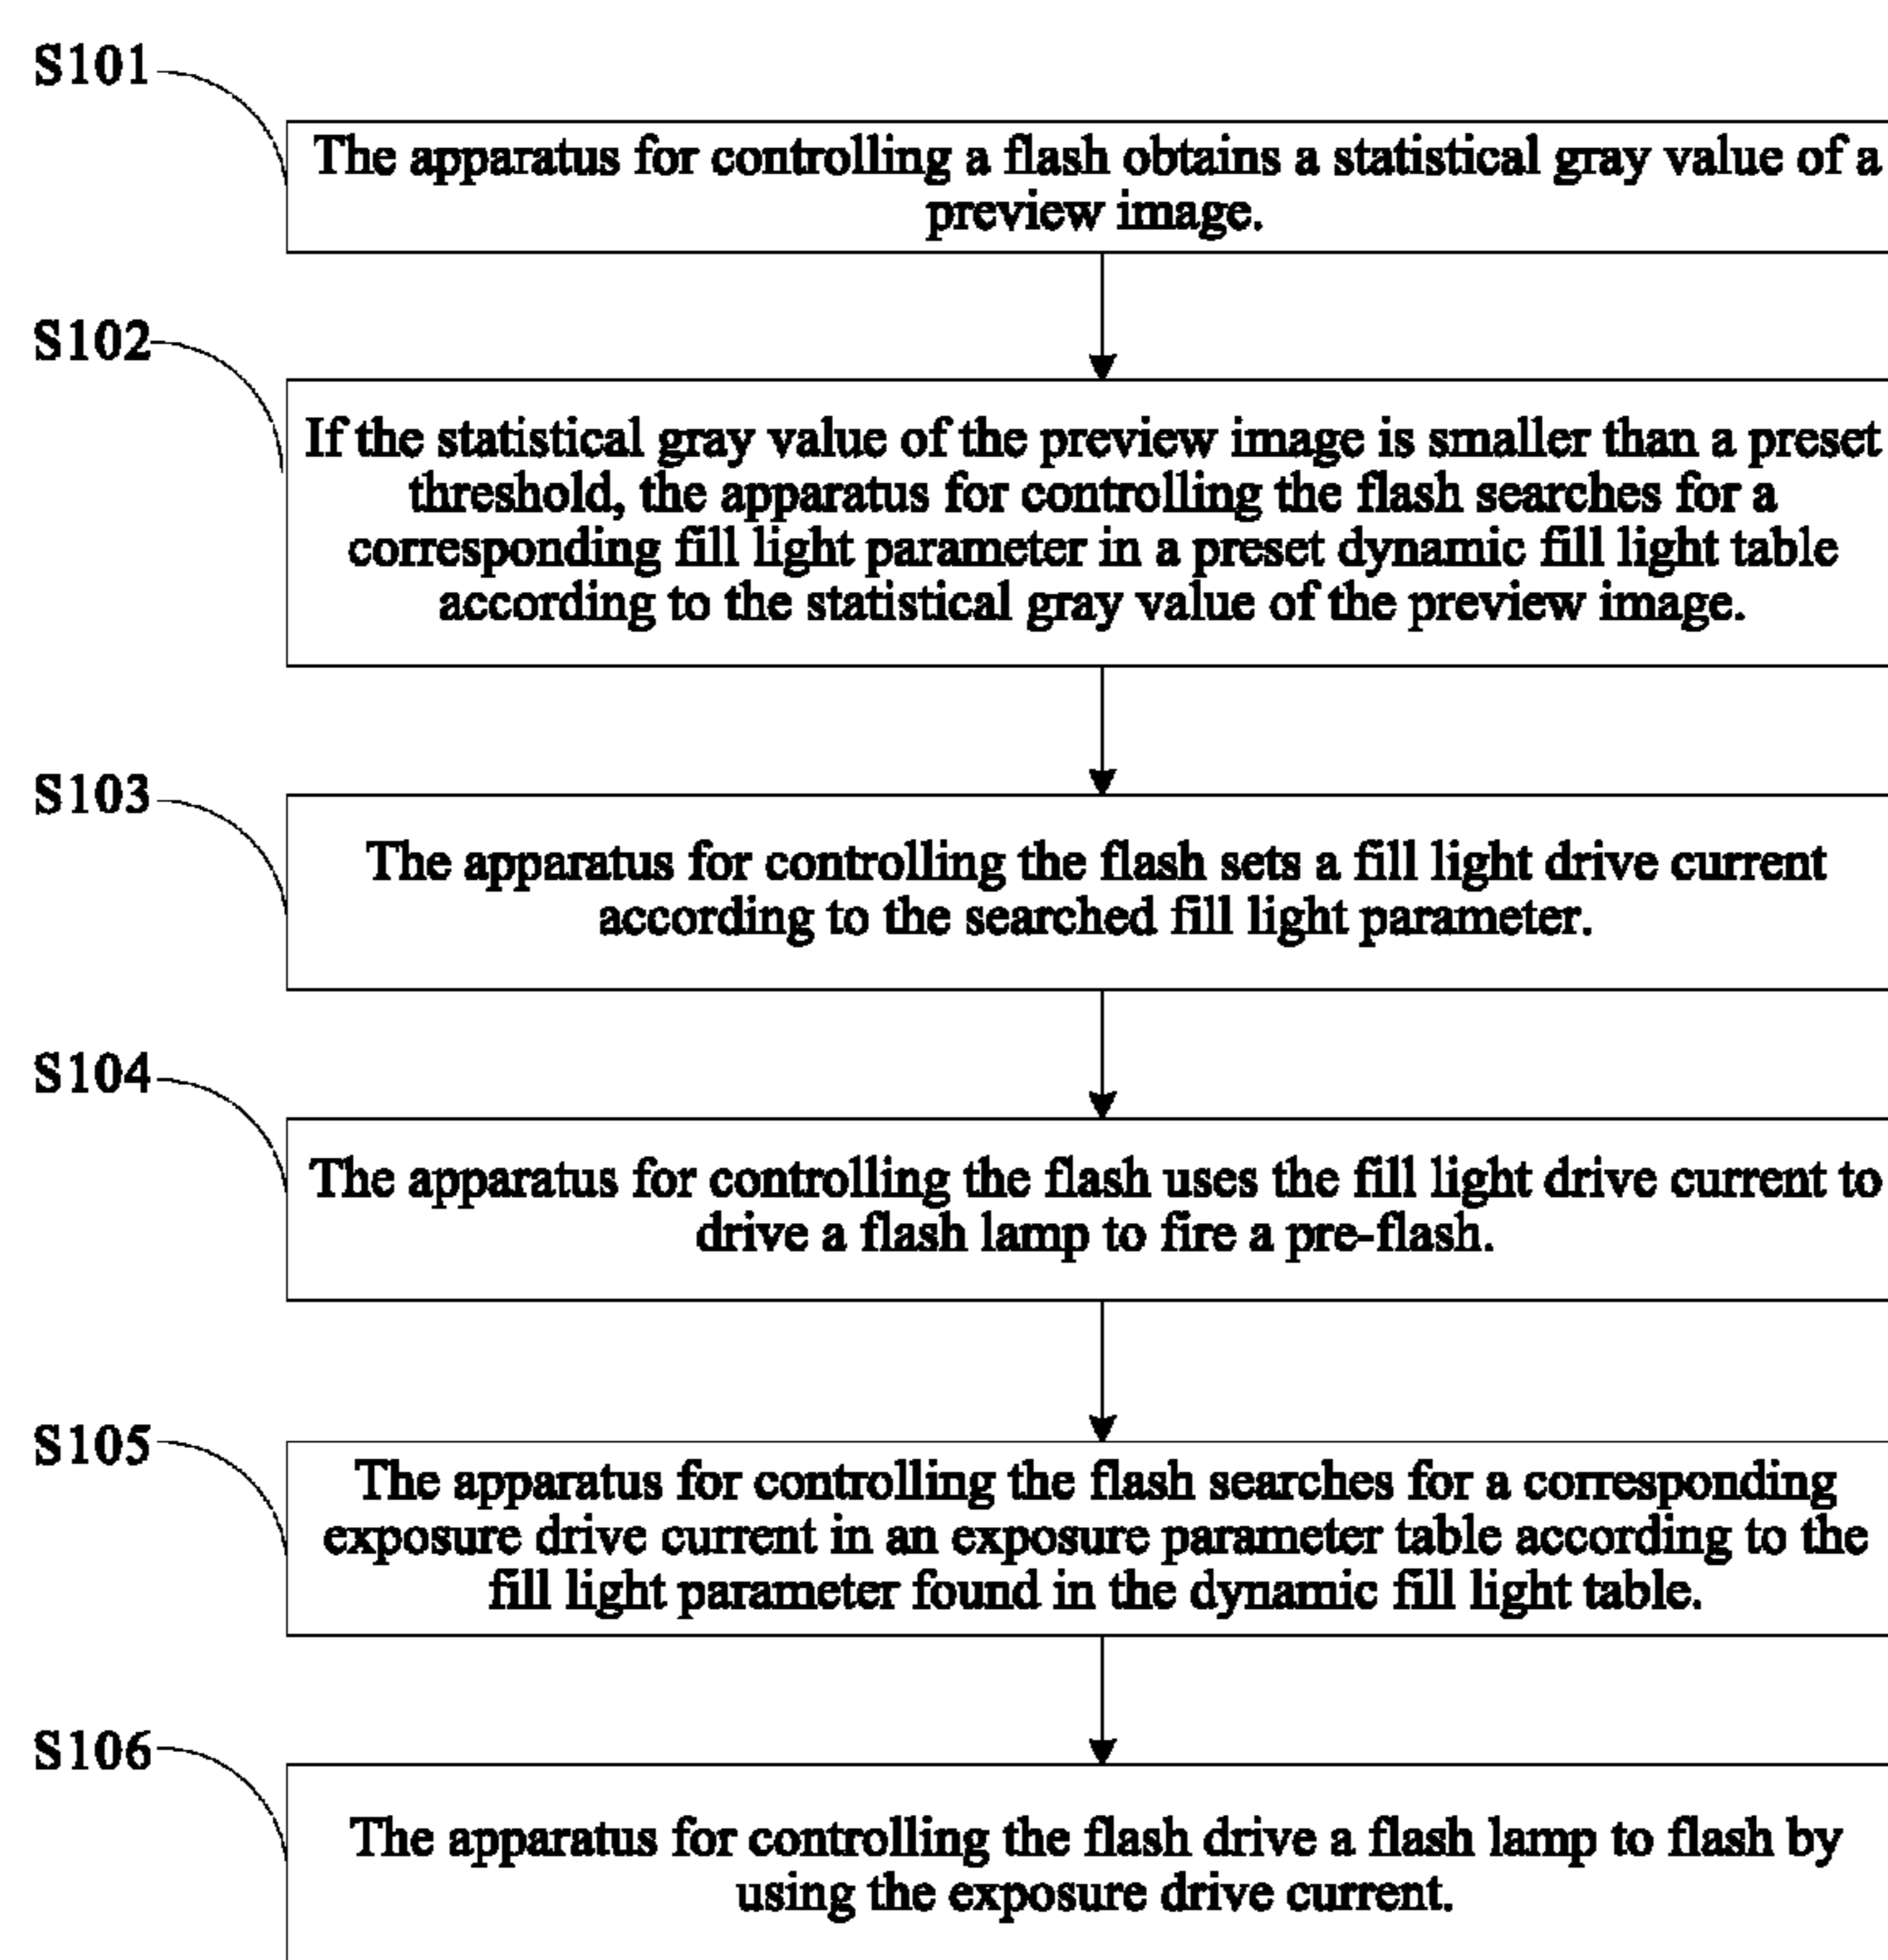 S101
The apparatus for controlling a flash obtains a statistical gray value of a
preview image.
S102
If the statistical gray value of the preview image is smaller than a preset
threshold, the apparatus for controlling the flash searches for a
corresponding fill light parameter in a preset dynamic fill light table
according to the statistical gray value of the preview image.
S103
The apparatus for controlling the flash sets a fill light drive current
according to the searched fill light parameter.
S104
The apparatus for controlling the flash uses the fill light drive current to
drive a flash lamp to fire a pre-flash.
S105
The apparatus for controlling the flash searches for a corresponding
exposure drive current in an exposure parameter table according to the
fill light parameter found in the dynamic fill light table.
S106
The apparatus for controlling the flash drive a flash lamp to flash by
using the exposure drive current.